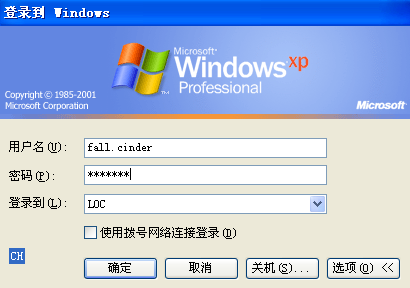 登录到 Windows
Microsoft®
Windows xp
Professional
Copyright © 1985-2001
Microsoft Corporation
Microsoft
用户名(U):
fall.cinder
密码(P):
*******
登录到(L):
LOC
使用拨号网络连接登录(D)
CH
确定
取消
关机(S)...
选项(O) <<